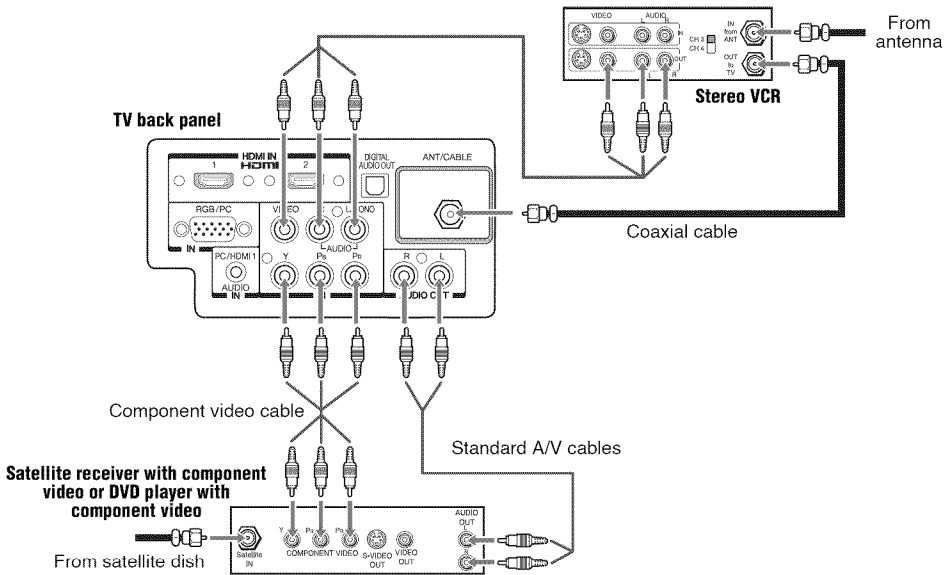 VIDEO
AUDIO
L
R
IN
OUT
L
R
CH 3
CH 4
IN
from
ANT
OUT
to
TV
From
antenna
Stereo VCR
TV back panel
HDMI IN
HDMI
1
2
DIGITAL
AUDIO OUT
ANT/CABLE
RGB/PC
IN
VIDEO
AUDIO
Coaxial cable
PC/HDMI 1
AUDIO
IN
Y
PB
PR
R
L
AUDIO OUT
Component video cable
Standard A/V cables
Satellite receiver with component
video or DVD player with
component video
Y
COMPONENT VIDEO
Satellite
IN
S-VIDEO
OUT
VIDEO
OUT
AUDIO
OUT
L
From satellite dish